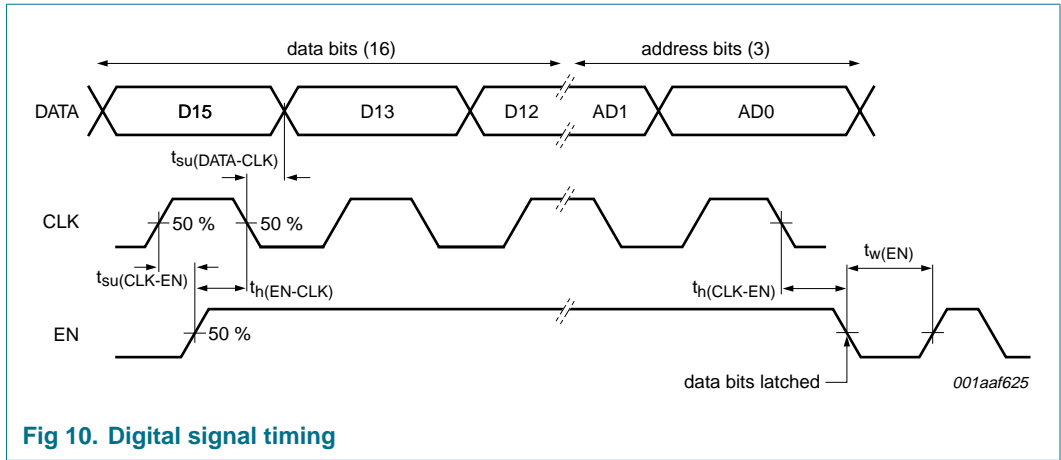 data bits (16) address bits (3)
DATA D15 D13 D12 AD1 AD0
tsu(DATA-CLK)
CLK 50 % 50 %
tsu(CLK-EN) th(EN-CLK) th(CLK-EN) tw(EN)
EN 50 %
data bits latched 001aaf625
Fig 10. Digital signal timing